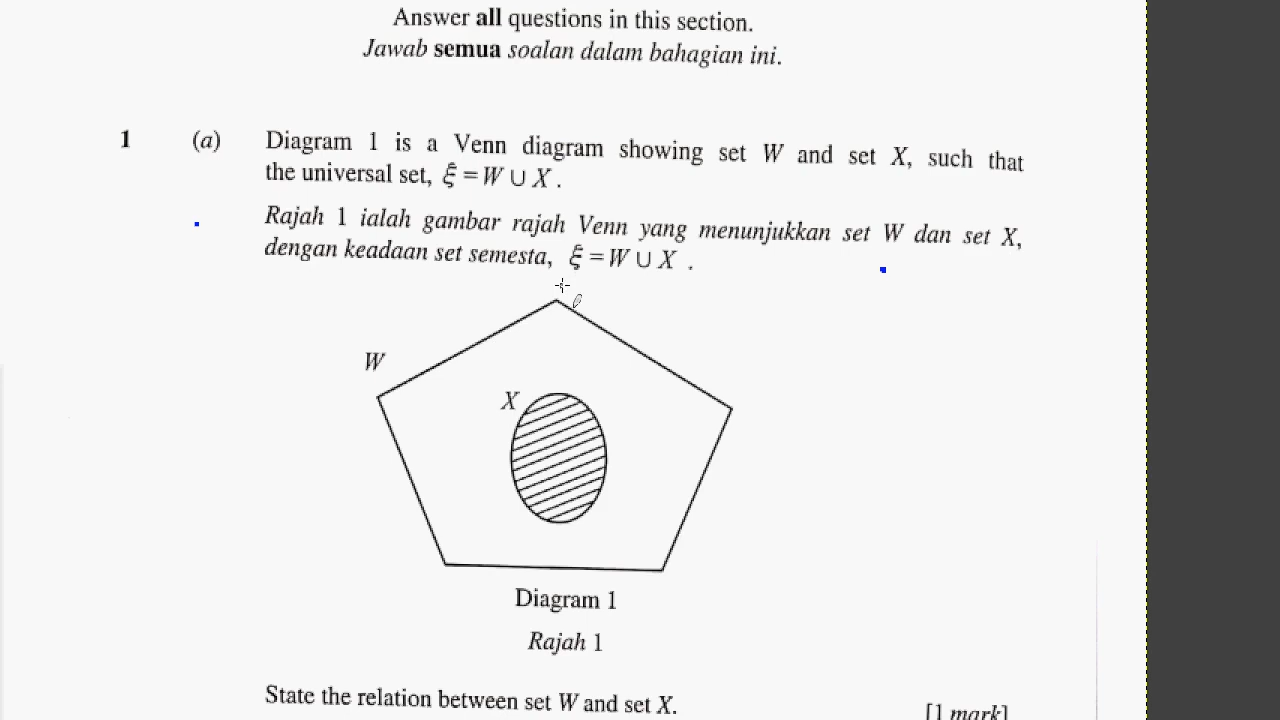 Answer all questions in this section.
Jawab semua soalan dalam bahagian ini.
1 (a) Diagram 1 is a Venn diagram showing set W and set X, such that
the universal set, ξ = W ∪ X .
Rajah 1 ialah gambar rajah Venn yang menunjukkan set W dan set X,
dengan keadaan set semesta, ξ = W ∪ X .
W
X
Diagram 1
Rajah 1
State the relation between set W and set X.
[1 mark]